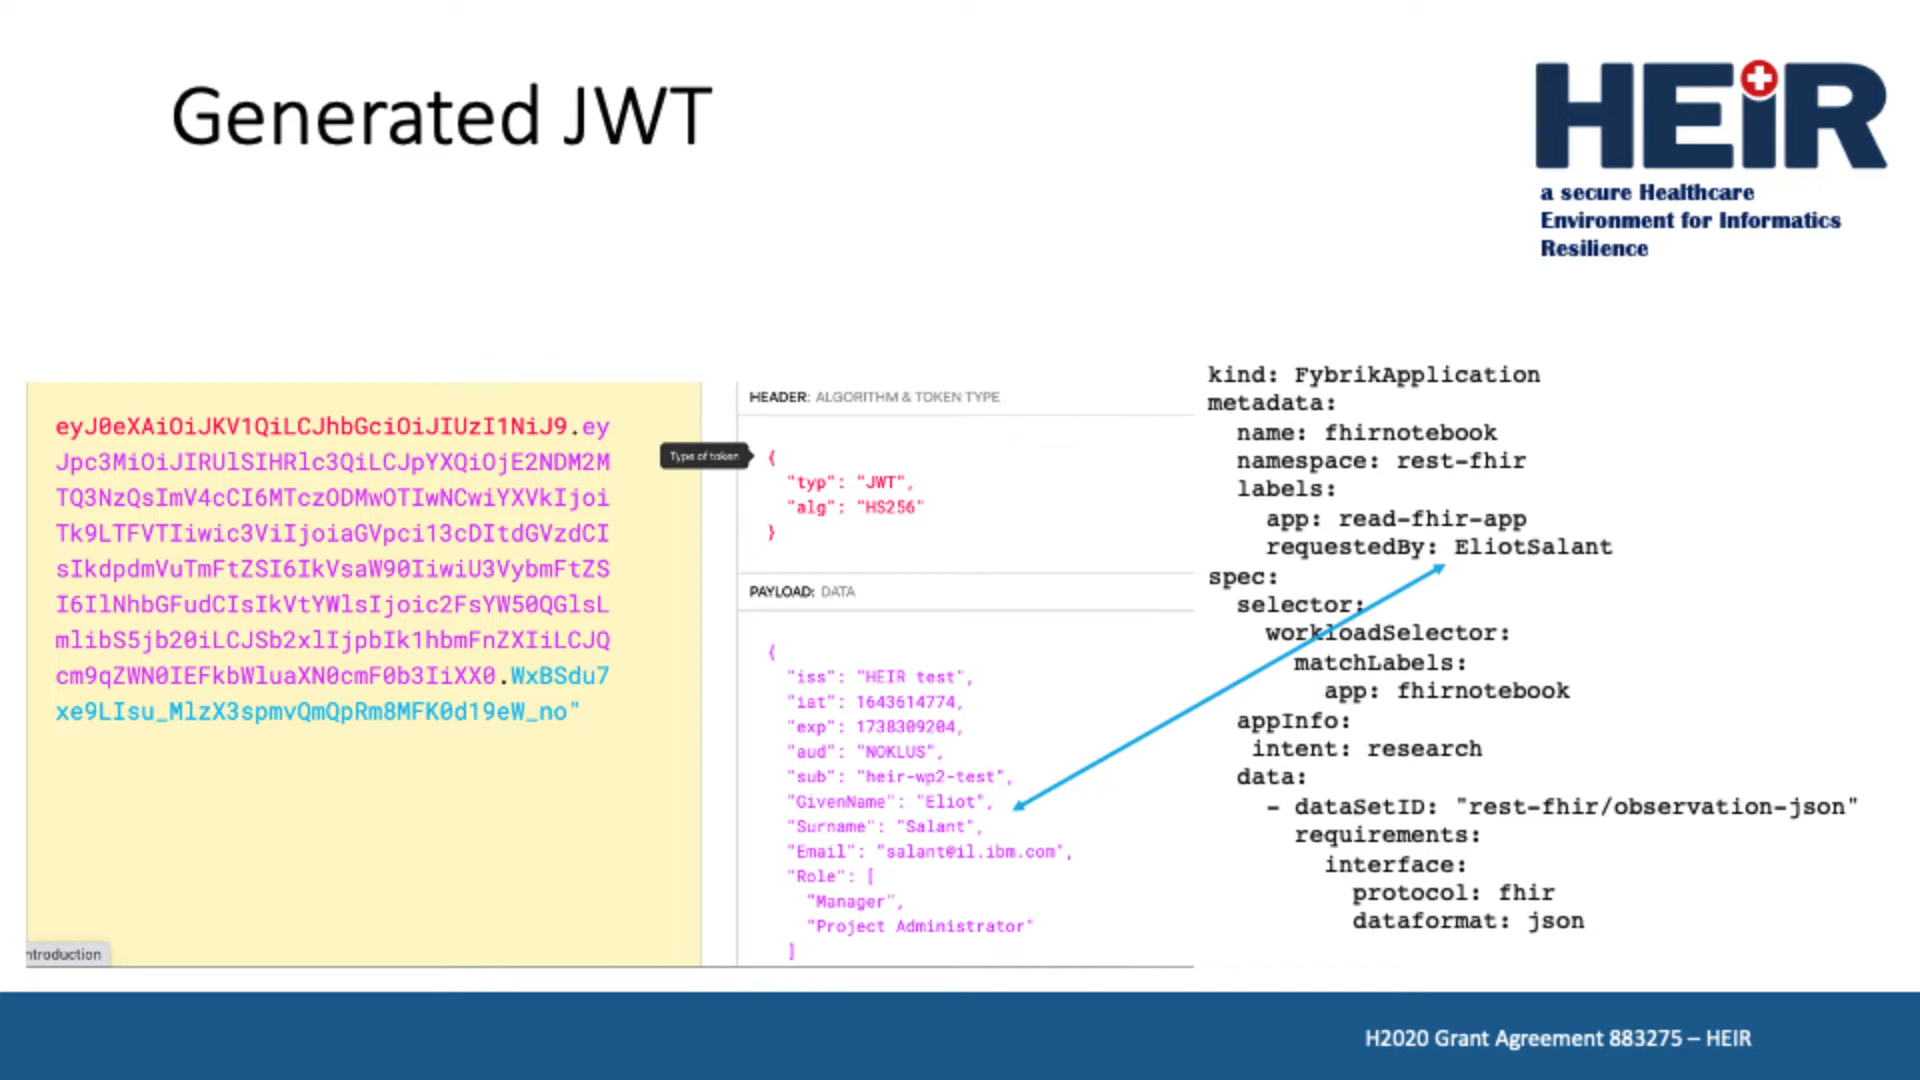 Generated JWT
HEiR
a secure Healthcare
Environment for Informatics
Resilience
eyJ0eXAiOiJKV1QiLCJhbGciOiJIUzI1NiJ9.ey
Jpc3MiOiJIRUlSIHRlc3QiLCJpYXQiOjE2NDM2M
TQ3NzQsImV4cCI6MTczODMwOTIwNCwiYXVkIjoi
Tk9LTFVTIiwic3ViIjoiaGVpci13cDItdGVzdCI
sIkdpdmVuTmFtZSI6IkVsaW90IiwiU3VybmFtZS
I6IlNhbGFudCIsIkVtYWlsIjoic2FsYW50QGlsL
mlibS5jb20iLCJSb2xlIjpbIk1hbmFnZXIiLCJQ
cm9qZWN0IEFkbWluaXN0cmF0b3IiXX0.WxBSdu7
xe9LIsu_MlzX3spmvQmQpRm8MFK0d19eW_no"
ntroduction
HEADER: ALGORITHM & TOKEN TYPE
Type of token
{
"typ": "JWT",
"alg": "HS256"
}
PAYLOAD: DATA
{
"iss": "HEIR test",
"iat": 1643614774,
"exp": 1738309204,
"aud": "NOKLUS",
"sub": "heir-wp2-test",
"GivenName": "Eliot",
"Surname": "Salant",
"Email": "salant@il.ibm.com",
"Role": [
"Manager",
"Project Administrator"
]
kind: FybrikApplication
metadata:
name: fhirnotebook
namespace: rest-fhir
labels:
app: read-fhir-app
requestedBy: EliotSalant
spec:
selector:
workloadSelector:
matchLabels:
app: fhirnotebook
appInfo:
intent: research
data:
- dataSetID: "rest-fhir/observation-json"
requirements:
interface:
protocol: fhir
dataformat: json
H2020 Grant Agreement 883275 – HEIR